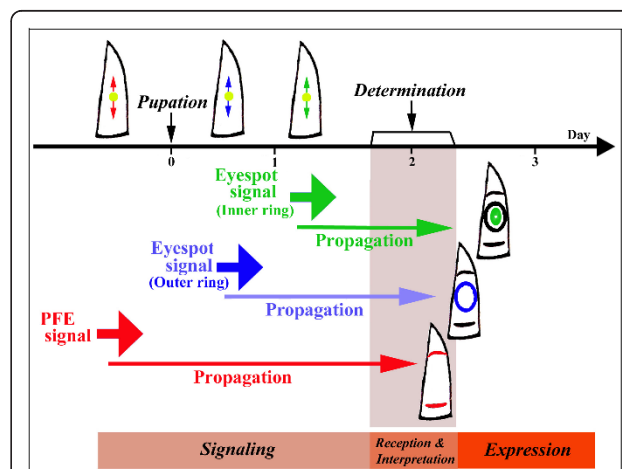 Pupation
Determination
Day
0
1
2
3
Eyespot
signal
(Inner ring)
Propagation
Eyespot
signal
(Outer ring)
Propagation
PFE
signal
Propagation
Signaling
Reception &
Interpretation
Expression